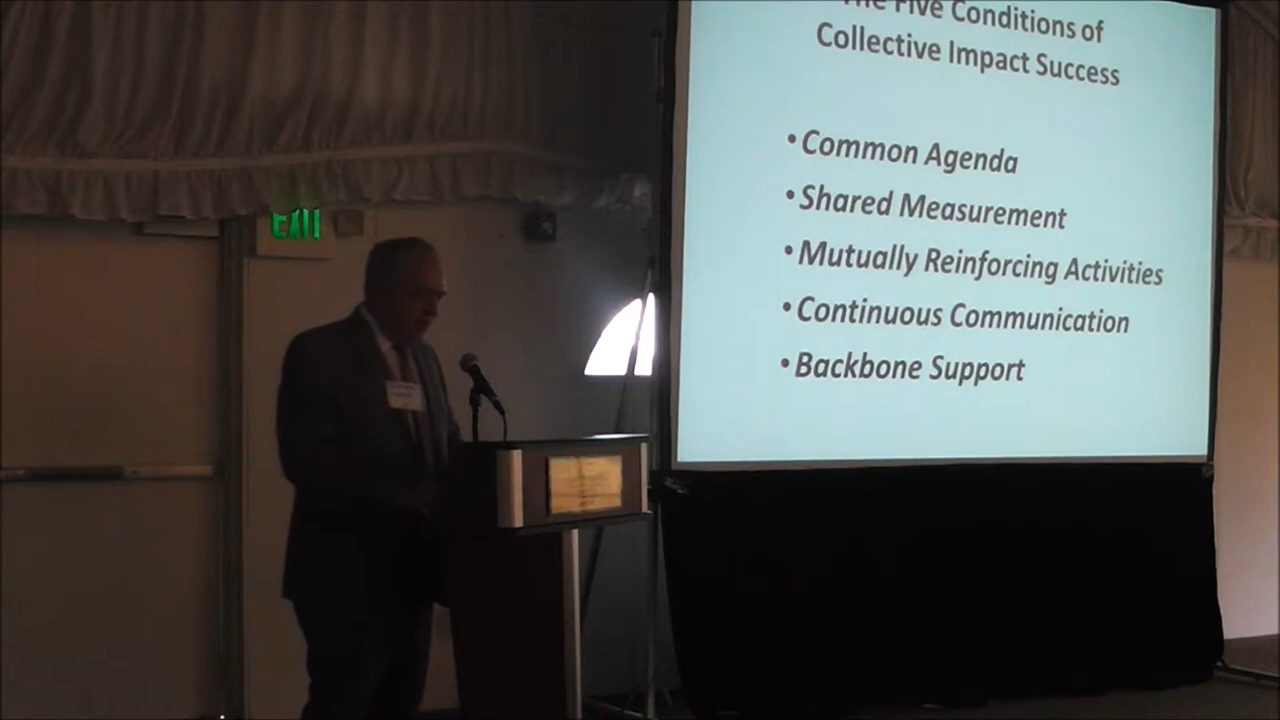 Five Conditions of
Collective Impact Success
•Common Agenda
•Shared Measurement
•Mutually Reinforcing Activities
•Continuous Communication
•Backbone Support
EXIT